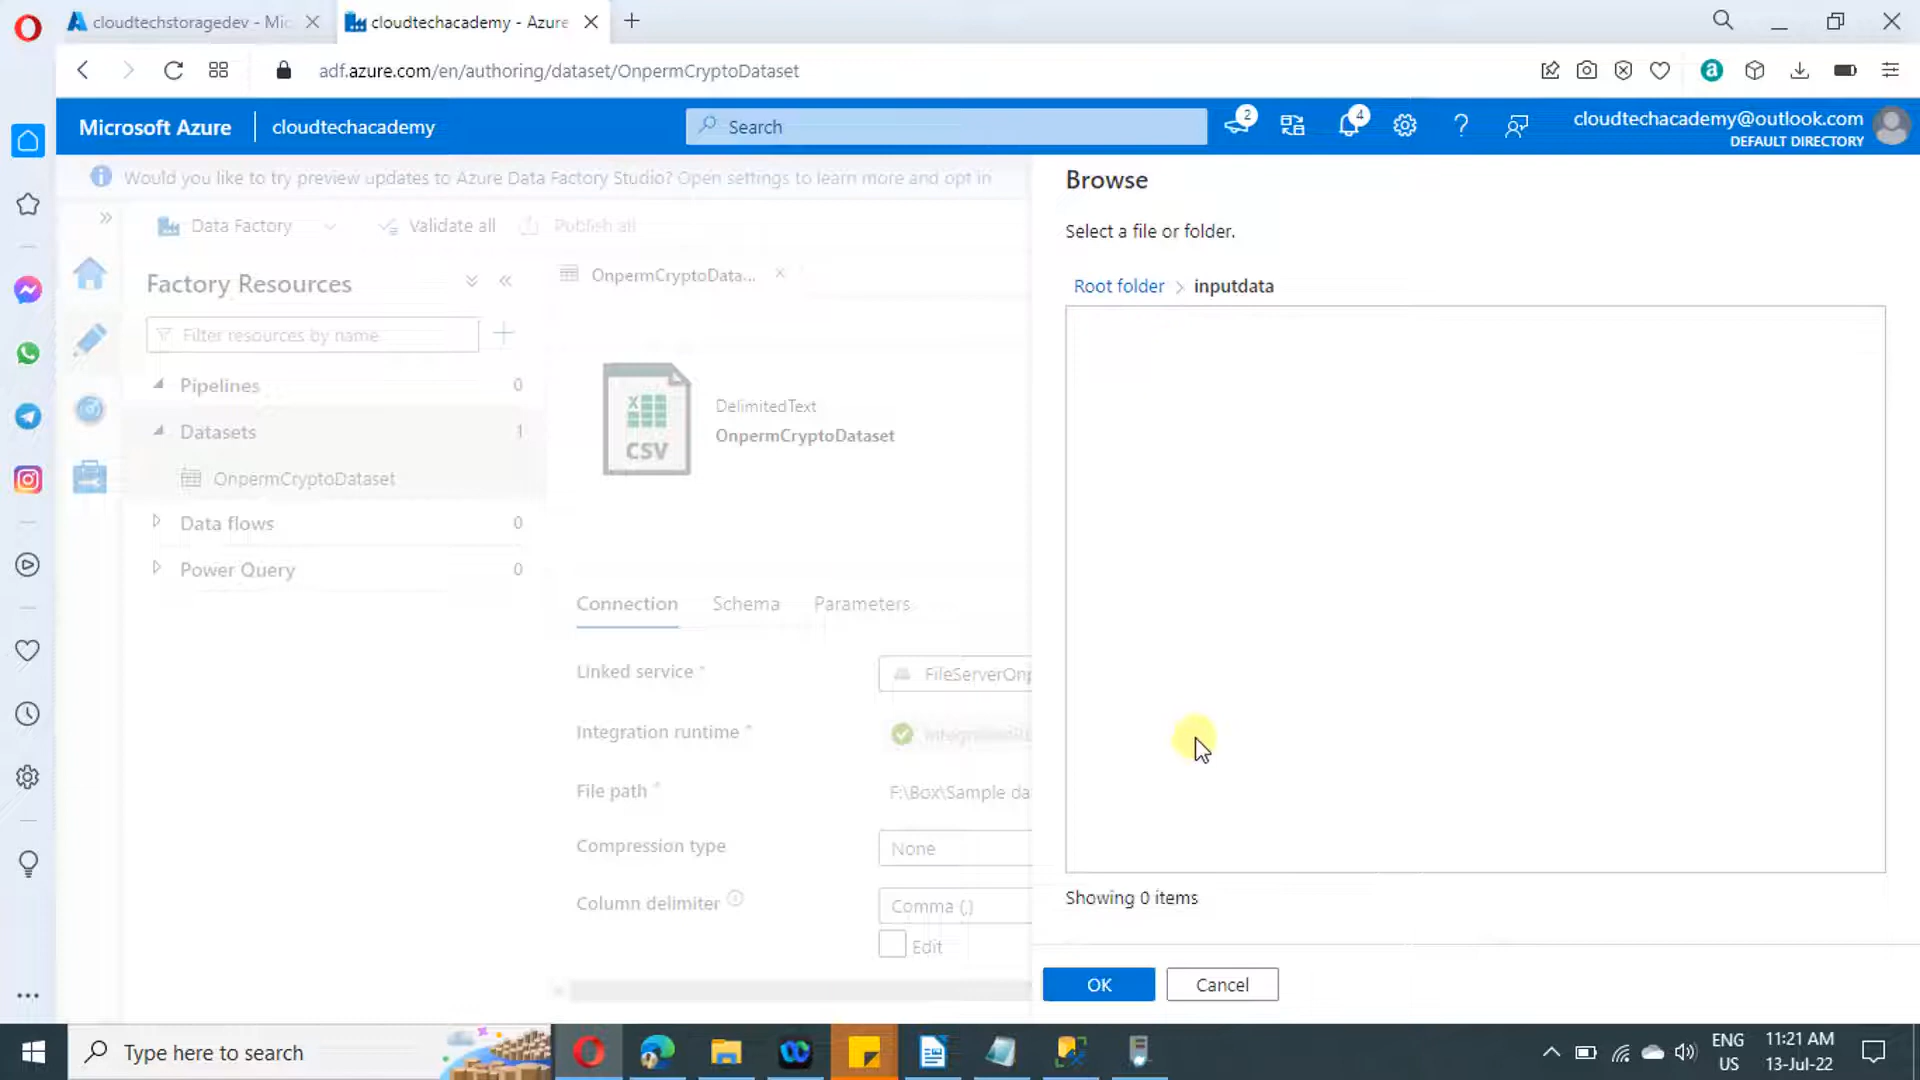 cloudtechstoragedev - Mic
cloudtechacademy - Azure
adf.azure.com/en/authoring/dataset/OnpermCryptoDataset
Microsoft Azure
cloudtechacademy
Search
2
4
cloudtechacademy@outlook.com
DEFAULT DIRECTORY
Would you like to try preview updates to Azure Data Factory Studio? Open settings to learn more and opt in
Data Factory
Validate all
Publish all
Factory Resources
Filter resources by name
Pipelines 0
Datasets 1
OnpermCryptoDataset
Data flows 0
Power Query 0
OnpermCryptoData...
CSV
DelimitedText
OnpermCryptoDataset
Connection
Schema
Parameters
Linked service *
FileServerOnp
Integration runtime *
File path *
F:\Box\Sample da
Compression type
None
Column delimiter
Comma (,)
Edit
Browse
Select a file or folder.
Root folder > inputdata
Showing 0 items
OK
Cancel
Type here to search
ENG
US
11:21 AM
13-Jul-22